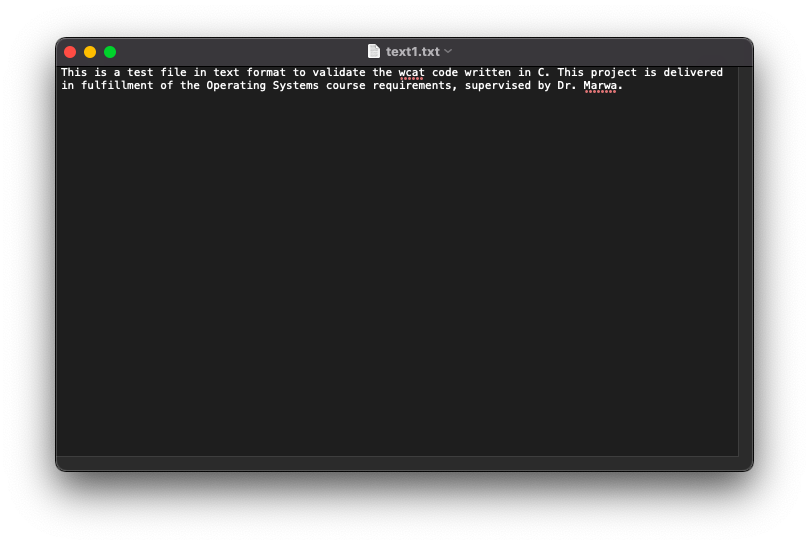 text1.txt
This is a test file in text format to validate the wcat code written in C. This project is delivered
in fulfillment of the Operating Systems course requirements, supervised by Dr. Marwa.